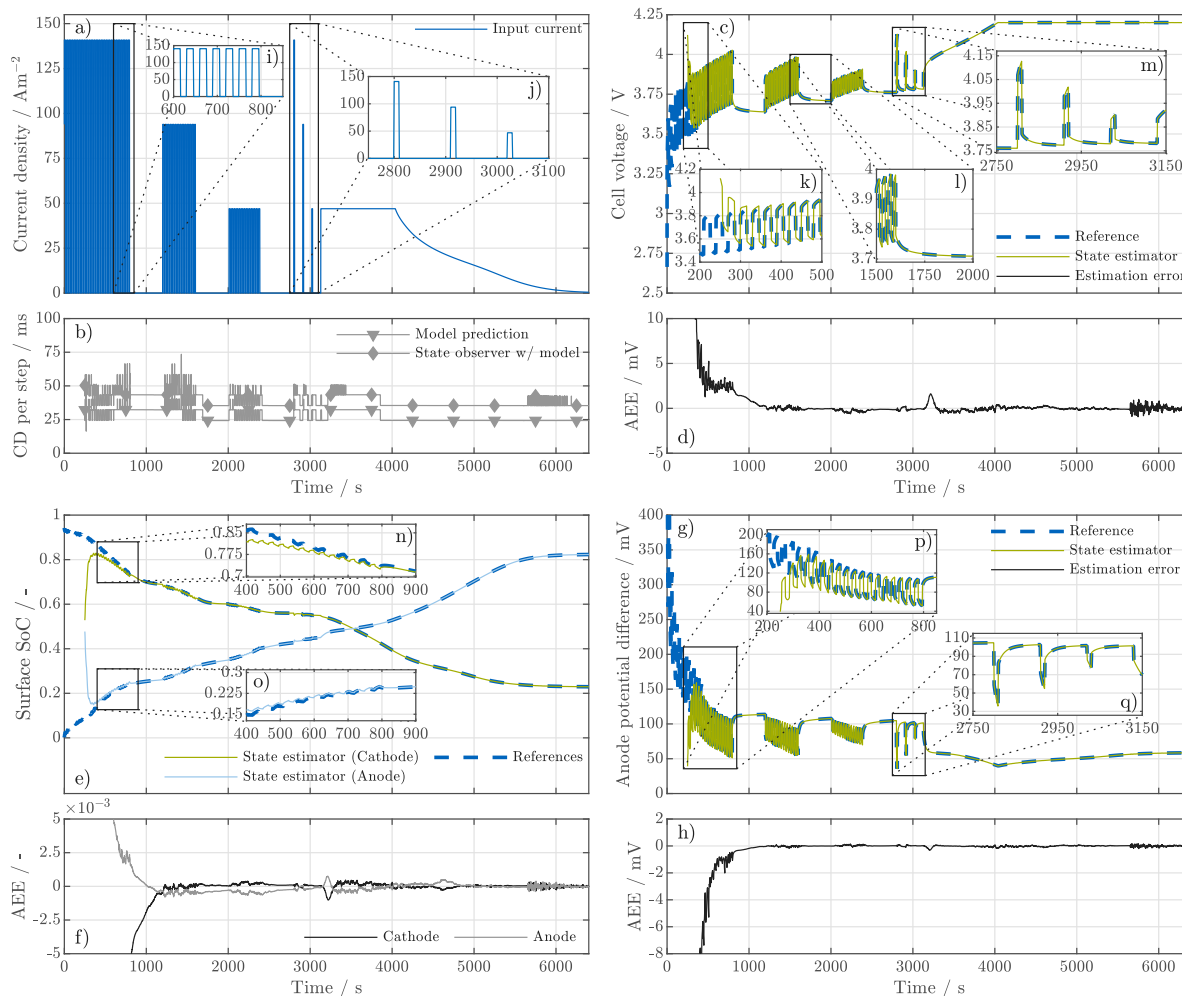 a)
Input current
i)
150
100
50
0
600 700 800
j)
150
100
50
0
2800 2900 3000 3100
150
125
100
75
50
25
0
Current density / Am⁻²
b)
Model prediction
State observer w/ model
100
75
50
25
0
CD per step / ms
0 1000 2000 3000 4000 5000 6000
Time / s
c)
4.25
4
3.75
3.5
3.25
3
2.75
2.5
Cell voltage / V
k)
4.2
4
3.8
3.6
3.4
200 300 400 500
l)
4
3.9
3.8
3.7
1500 1750 2000
m)
4.15
4.05
3.95
3.85
3.75
2750 2950 3150
Reference
State estimator
Estimation error
d)
10
5
0
-5
AEE / mV
0 1000 2000 3000 4000 5000 6000
Time / s
e)
1
0.8
0.6
0.4
0.2
0
Surface SoC / -
n)
0.85
0.775
0.7
400 500 600 700 800 900
o)
0.3
0.225
0.15
400 500 600 700 800 900
State estimator (Cathode)
References
State estimator (Anode)
f)
×10⁻³
5
2.5
0
-2.5
-5
AEE / -
Cathode
Anode
0 1000 2000 3000 4000 5000 6000
Time / s
g)
400
350
300
250
200
150
100
50
0
Anode potential difference / mV
p)
200
160
120
80
40
200 400 600 800
q)
110
90
70
50
30
2750 2950 3150
Reference
State estimator
Estimation error
h)
2
0
-2
-4
-6
-8
AEE / mV
0 1000 2000 3000 4000 5000 6000
Time / s